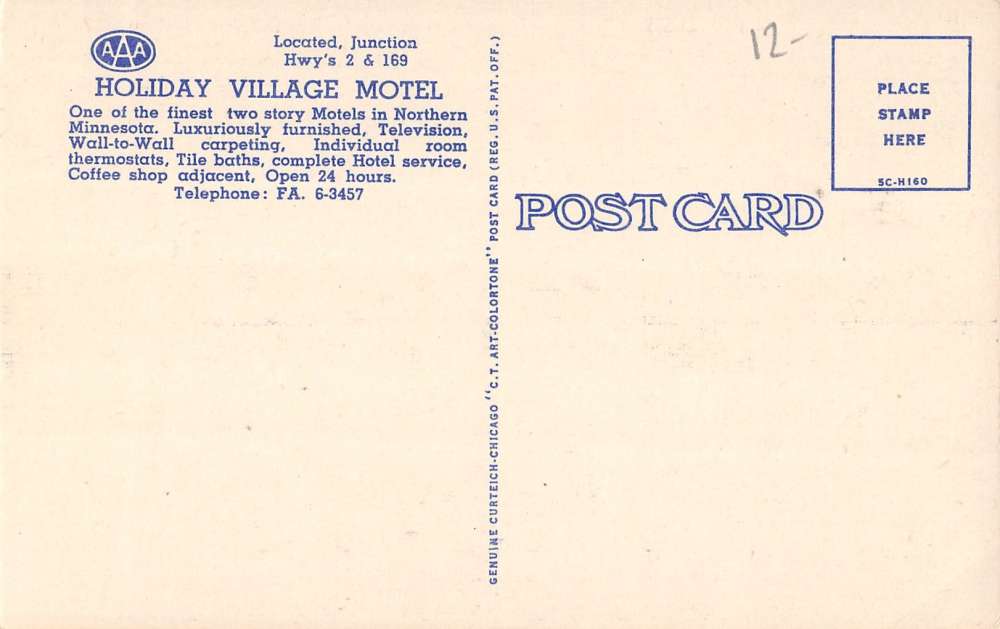 AAA
Located, Junction
Hwy's 2 & 169
HOLIDAY VILLAGE MOTEL
One of the finest two story Motels in Northern
Minnesota. Luxuriously furnished, Television,
Wall-to-Wall carpeting, Individual room
thermostats, Tile baths, complete Hotel service,
Coffee shop adjacent, Open 24 hours.
Telephone: FA. 6-3457
GENUINE CURTEICH-CHICAGO "C.T. ART-COLORTONE" POST CARD (REG. U.S. PAT. OFF.)
12-
POST CARD
PLACE
STAMP
HERE
5C-H160